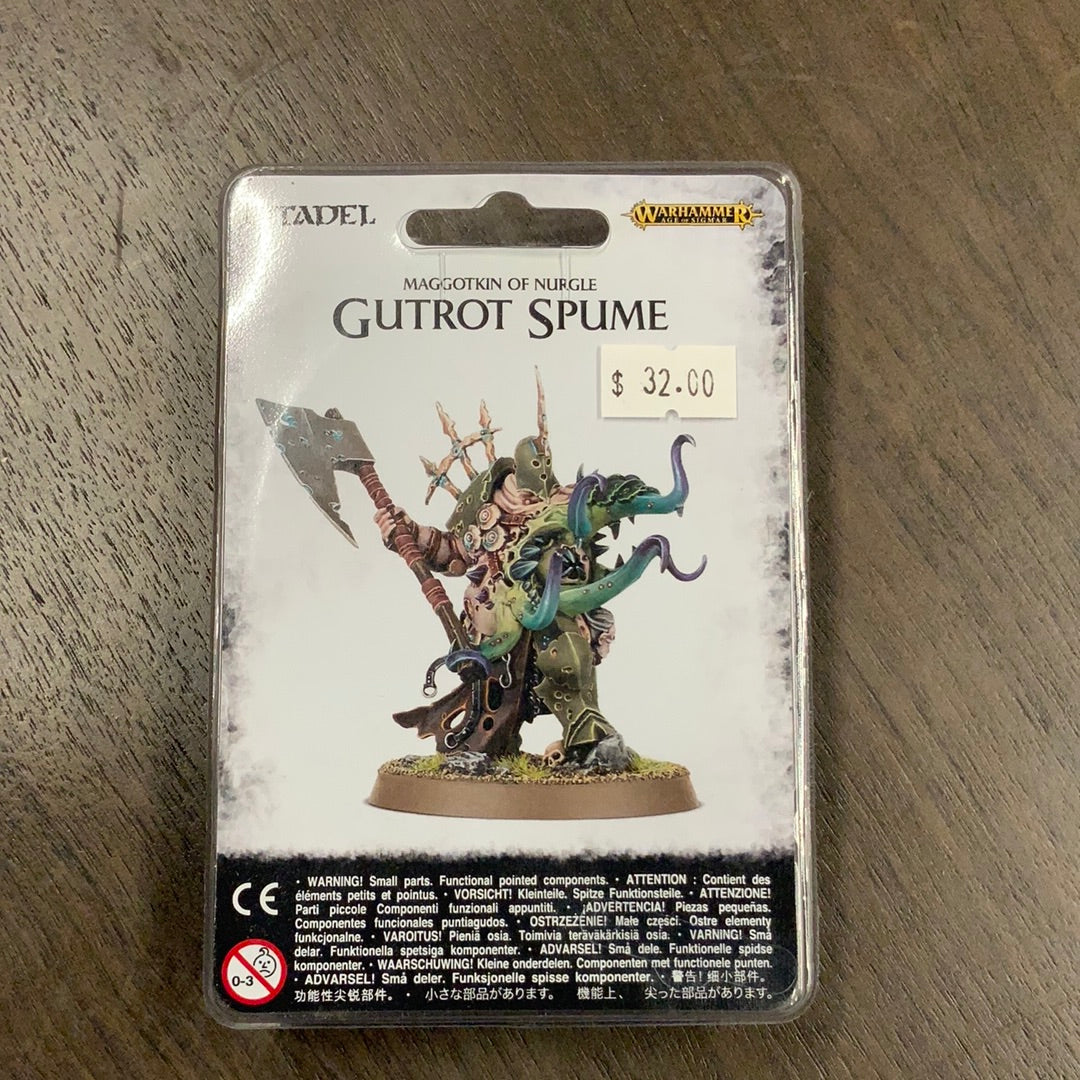 TADEL
WARHAMMER
AGE OF SIGMAR
MAGGOTKIN OF NURGLE
GUTROT SPUME
$ 32.00
CE
0-3
• WARNING! Small parts. Functional pointed components. • ATTENTION : Contient des
éléments petits et pointus. • VORSICHT! Kleinteile. Spitze Funktionsteile. • ATTENZIONE!
Parti piccole Componenti funzionali appuntiti. • ¡ADVERTENCIA! Piezas pequeñas.
Componentes funcionales puntiagudos. • OSTRZEŻENIE! Małe części. Ostre elementy
funkcjonalne. • VAROITUS! Pieniä osia. Toimivia teräväkärkisiä osia. • VARNING! Små
delar. Funktionella spetsiga komponenter. • ADVARSEL! Små dele. Funktionelle spidse
komponenter. • WAARSCHUWING! Kleine onderdelen. Componenten met functionele punten.
• ADVARSEL! Små deler. Funksjonelle spisse komponenter. • 警告! 细小部件。
功能性尖锐部件。 • 小さな部品があります。 機能上、 尖った部品があります。